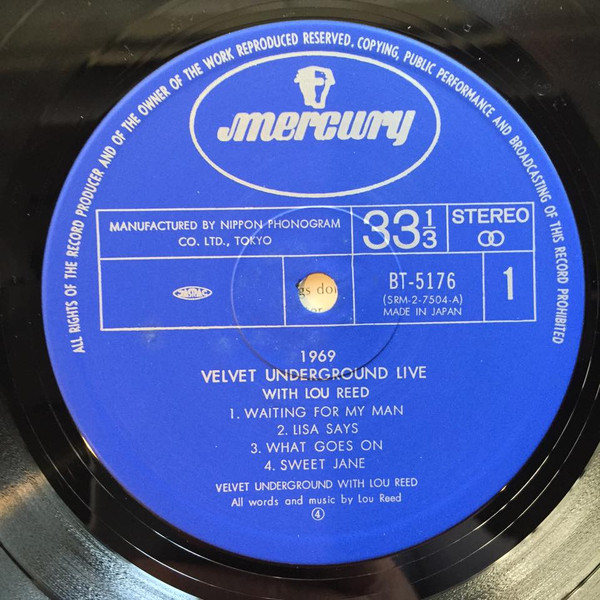 ALL RIGHTS OF THE RECORD PRODUCER AND OF THE OWNER OF THE WORK REPRODUCED RESERVED. COPYING, PUBLIC PERFORMANCE AND BROADCASTING OF THIS RECORD PROHIBITED
mercury
MANUFACTURED BY NIPPON PHONOGRAM
CO. LTD., TOKYO
33 1/3
STEREO
JASRAC
BT-5176
(SRM-2-7504-A)
MADE IN JAPAN
1
1969
VELVET UNDERGROUND LIVE
WITH LOU REED
1. WAITING FOR MY MAN
2. LISA SAYS
3. WHAT GOES ON
4. SWEET JANE
VELVET UNDERGROUND WITH LOU REED
All words and music by Lou Reed
④